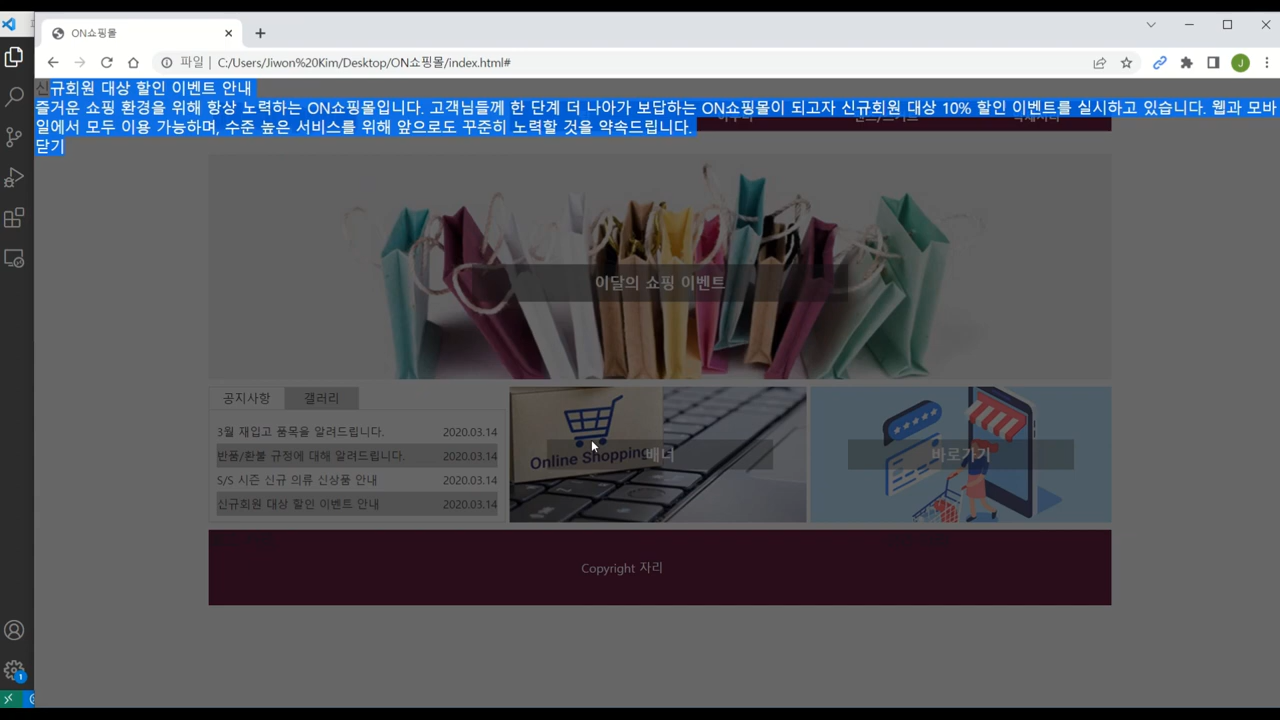 ON쇼핑몰
파일 | C:/Users/Jiwon%20Kim/Desktop/ON쇼핑몰/index.html#
J
신규회원 대상 할인 이벤트 안내
즐거운 쇼핑 환경을 위해 항상 노력하는 ON쇼핑몰입니다. 고객님들께 한 단계 더 나아가 보답하는 ON쇼핑몰이 되고자 신규회원 대상 10% 할인 이벤트를 실시하고 있습니다. 웹과 모바
일에서 모두 이용 가능하며, 수준 높은 서비스를 위해 앞으로도 꾸준히 노력할 것을 약속드립니다.
닫기
이달의 쇼핑 이벤트
공지사항 갤러리
3월 재입고 품목을 알려드립니다. 2020.03.14
반품/환불 규정에 대해 알려드립니다. 2020.03.14
S/S 시즌 신규 의류 신상품 안내 2020.03.14
신규회원 대상 할인 이벤트 안내 2020.03.14
Online Shopping
배너
바로가기
Copyright 자리
1